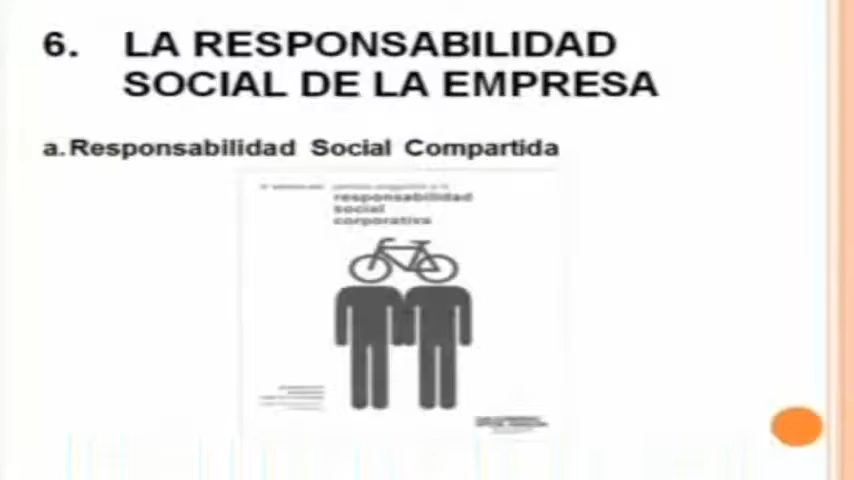 6. LA RESPONSABILIDAD
SOCIAL DE LA EMPRESA
a. Responsabilidad Social Compartida
responsabilidad
social
corporativa